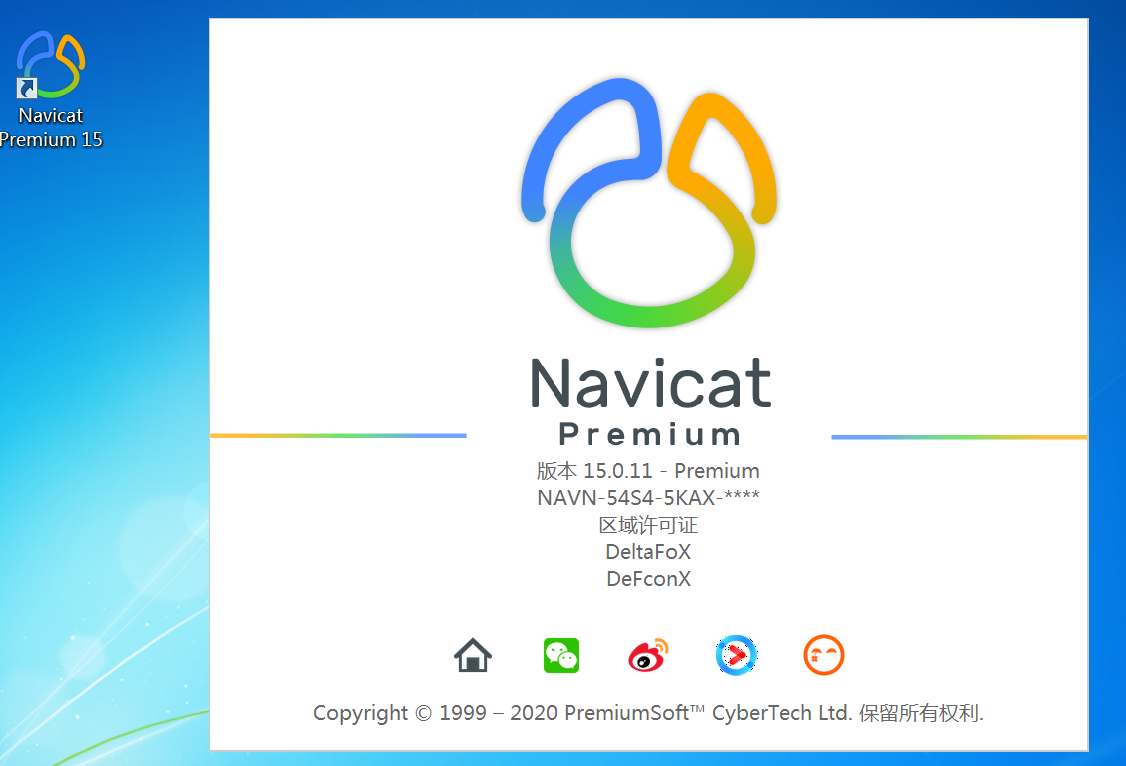 Navicat
Premium 15
Navicat
Premium
版本 15.0.11 - Premium
NAVN-54S4-5KAX-****
区域许可证
DeltaFoX
DeFconX
Copyright © 1999 – 2020 PremiumSoft™ CyberTech Ltd. 保留所有权利.